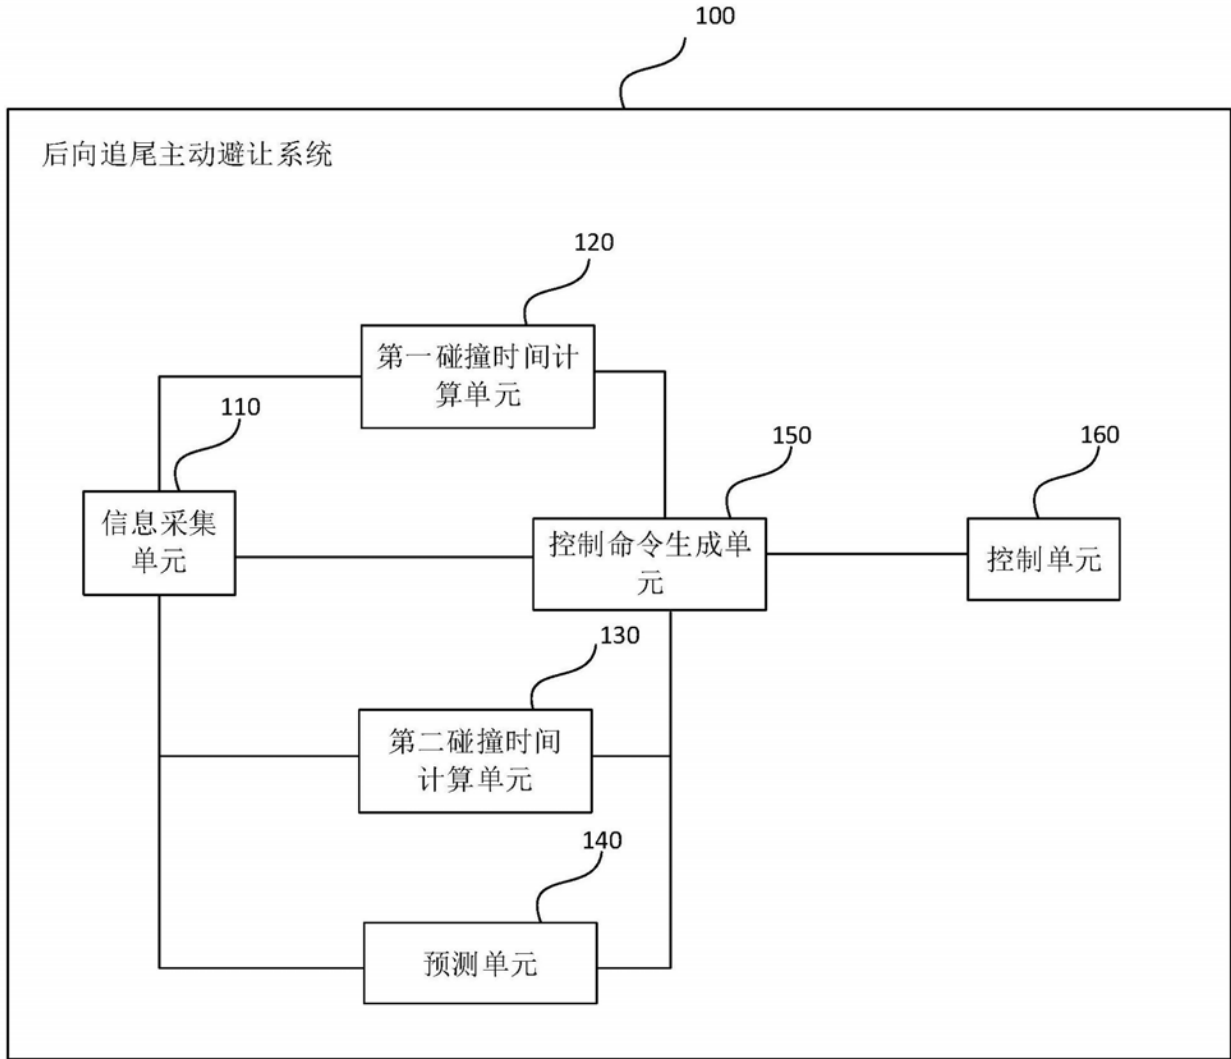 100
后向追尾主动避让系统
120
第一碰撞时间计
算单元
110
信息采集
单元
150
控制命令生成单
元
160
控制单元
130
第二碰撞时间
计算单元
140
预测单元